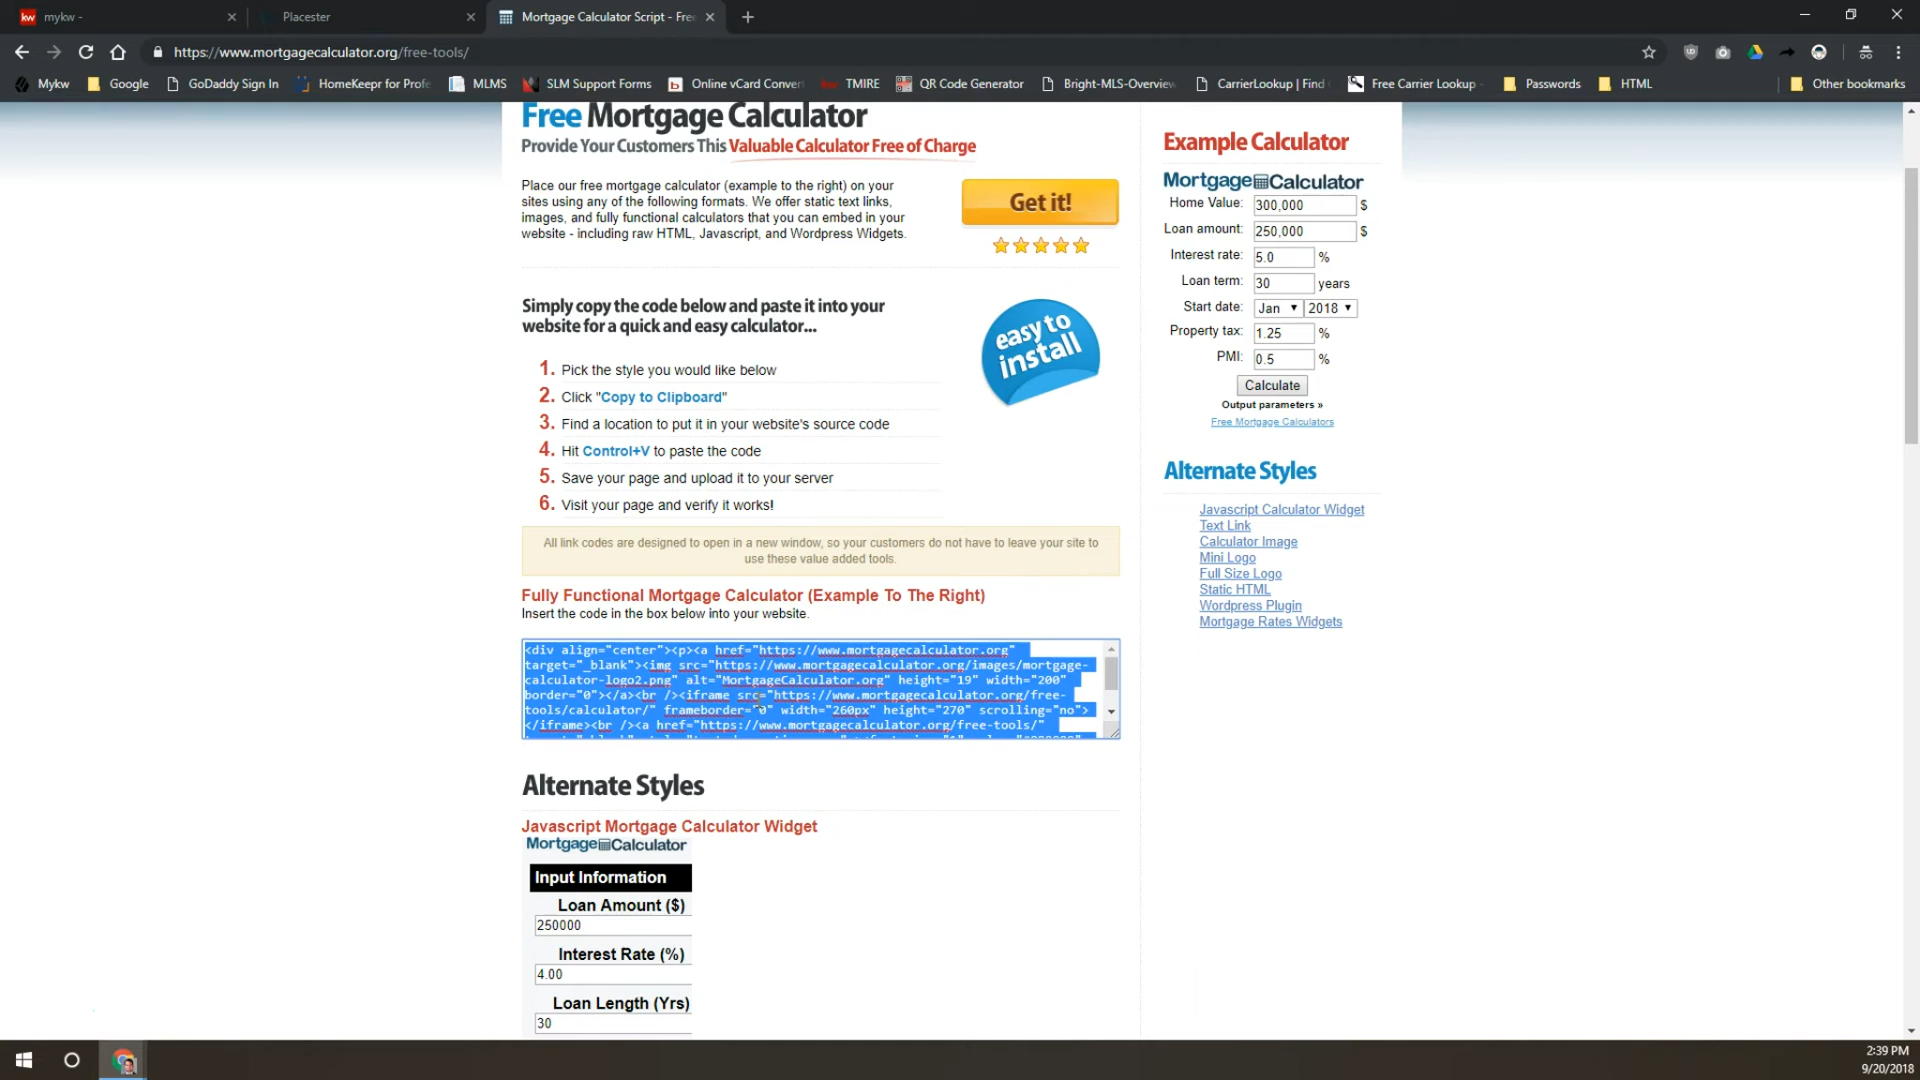 mykw -
Placester
Mortgage Calculator Script - Fre
https://www.mortgagecalculator.org/free-tools/
Mykw
Google
GoDaddy Sign In
HomeKeepr for Profe
MLMS
SLM Support Forms
Online vCard Convert
TMIRE
QR Code Generator
Bright-MLS-Overview
CarrierLookup | Find
Free Carrier Lookup -
Passwords
HTML
Other bookmarks
Free Mortgage Calculator
Provide Your Customers This Valuable Calculator Free of Charge
Place our free mortgage calculator (example to the right) on your
sites using any of the following formats. We offer static text links,
images, and fully functional calculators that you can embed in your
website - including raw HTML, Javascript, and Wordpress Widgets.
Get it!
Simply copy the code below and paste it into your
website for a quick and easy calculator...
easy to
install
1. Pick the style you would like below
2. Click "Copy to Clipboard"
3. Find a location to put it in your website's source code
4. Hit Control+V to paste the code
5. Save your page and upload it to your server
6. Visit your page and verify it works!
All link codes are designed to open in a new window, so your customers do not have to leave your site to
use these value added tools.
Fully Functional Mortgage Calculator (Example To The Right)
Insert the code in the box below into your website.
<div align="center"><p><a href="https://www.mortgagecalculator.org"
target="_blank"><img src="https://www.mortgagecalculator.org/images/mortgage-
calculator-logo2.png" alt="MortgageCalculator.org" height="19" width="200"
border="0"></a><br /><iframe src="https://www.mortgagecalculator.org/free-
tools/calculator/" frameborder="0" width="260px" height="270" scrolling="no">
</iframe><br /><a href="https://www.mortgagecalculator.org/free-tools/"
Alternate Styles
Javascript Mortgage Calculator Widget
Mortgage Calculator
Input Information
Loan Amount ($)
250000
Interest Rate (%)
4.00
Loan Length (Yrs)
30
Example Calculator
Mortgage Calculator
Home Value: 300,000 $
Loan amount: 250,000 $
Interest rate: 5.0 %
Loan term: 30 years
Start date: Jan 2018
Property tax: 1.25 %
PMI: 0.5 %
Calculate
Output parameters »
Free Mortgage Calculators
Alternate Styles
Javascript Calculator Widget
Text Link
Calculator Image
Mini Logo
Full Size Logo
Static HTML
Wordpress Plugin
Mortgage Rates Widgets
2:39 PM
9/20/2018